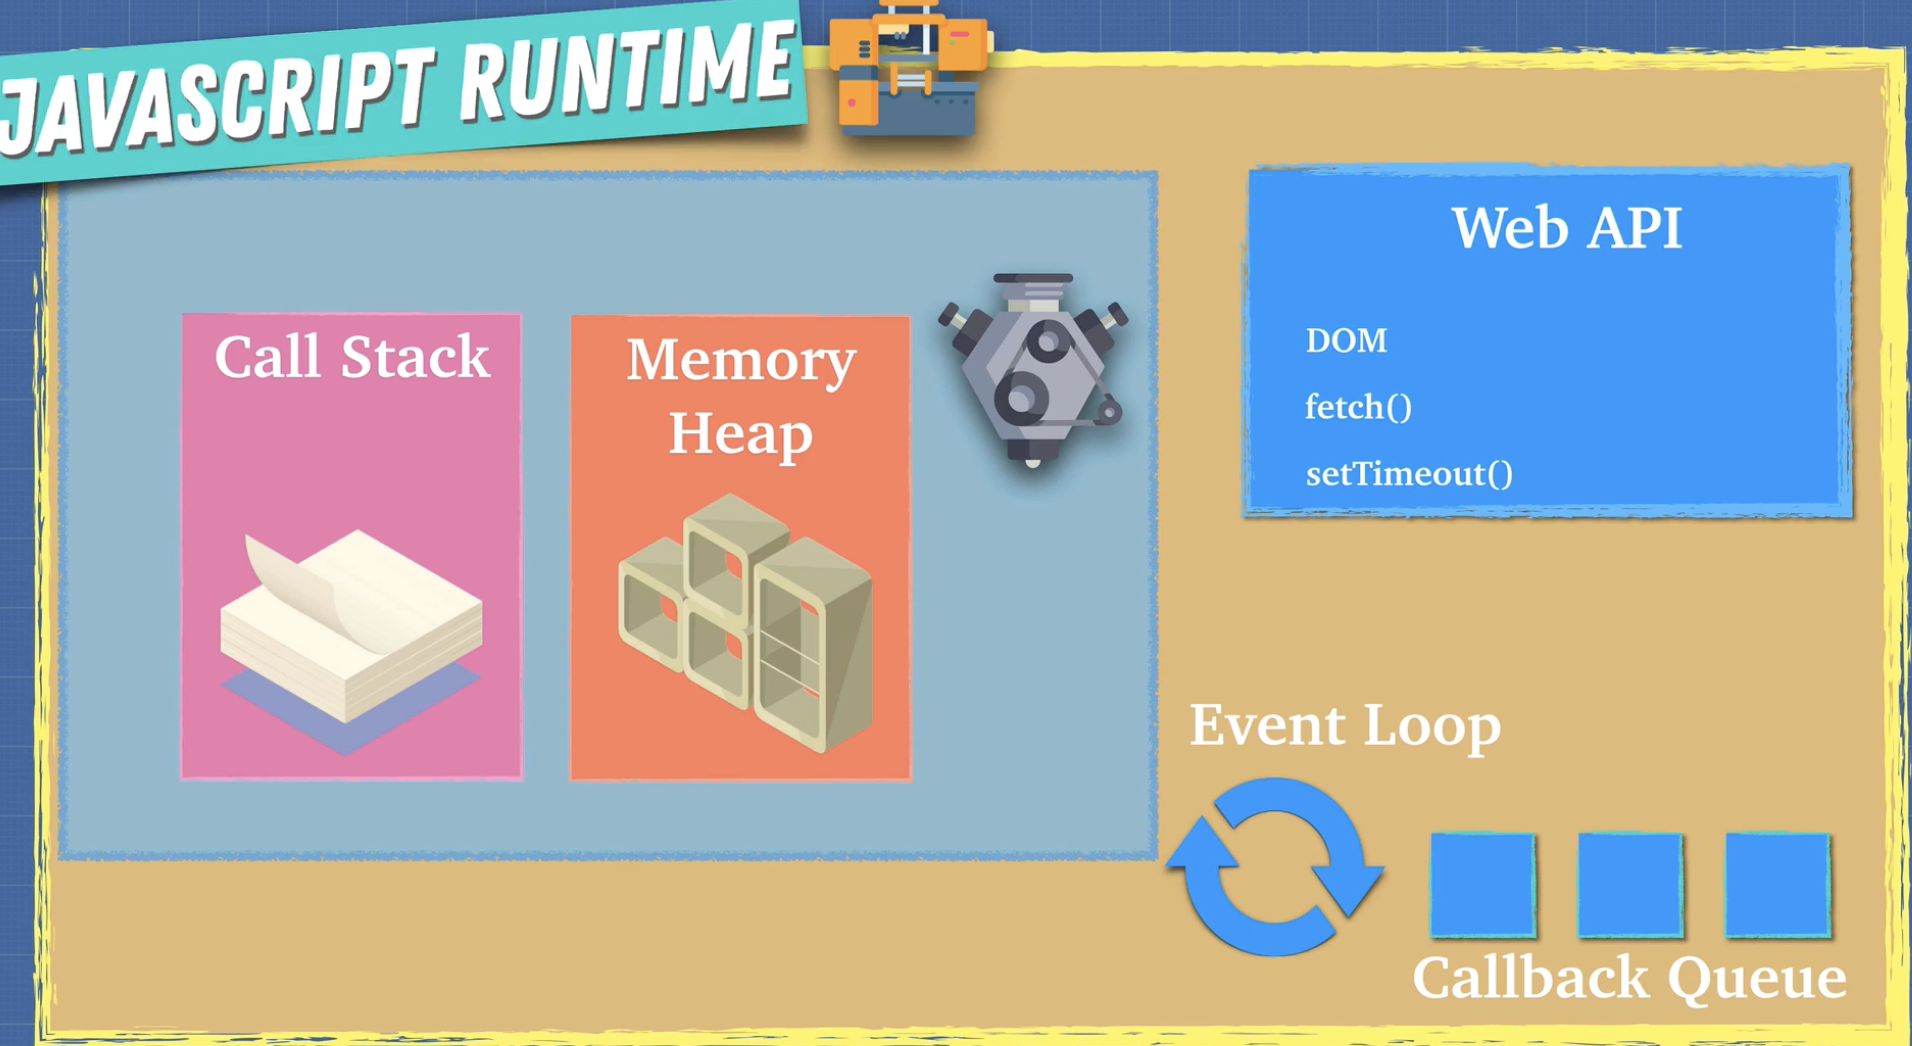 JAVASCRIPT RUNTIME
Call Stack
Memory
Heap
Web API
DOM
fetch()
setTimeout()
Event Loop
Callback Queue